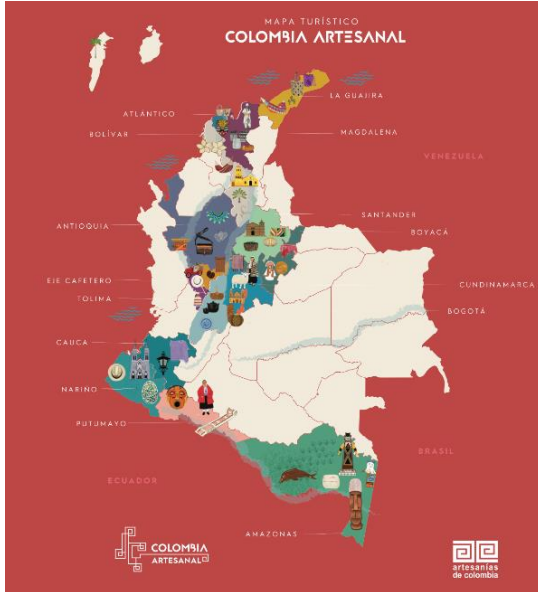 MAPA TURÍSTICO
COLOMBIA ARTESANAL
LA GUAJIRA
ATLÁNTICO
BOLÍVAR
MAGDALENA
VENEZUELA
SANTANDER
ANTIOQUIA
BOYACÁ
EJE CAFETERO
CUNDINAMARCA
TOLIMA
BOGOTÁ
CAUCA
NARIÑO
PUTUMAYO
BRASIL
ECUADOR
AMAZONAS
COLOMBIA
ARTESANAL
artesanías
de colombia